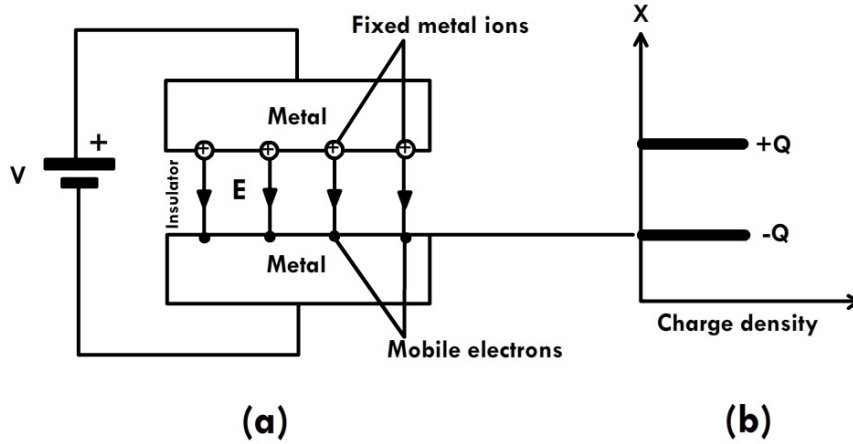 Fixed metal ions
X
Metal
+
+ + + +
+Q
V
Insulator
E
-Q
Metal
Charge density
Mobile electrons
(a)
(b)